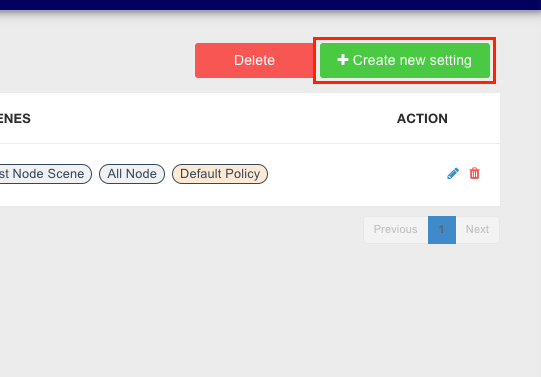 Delete
Create new setting
ENES
ACTION
st Node Scene
All Node
Default Policy
Previous
1
Next